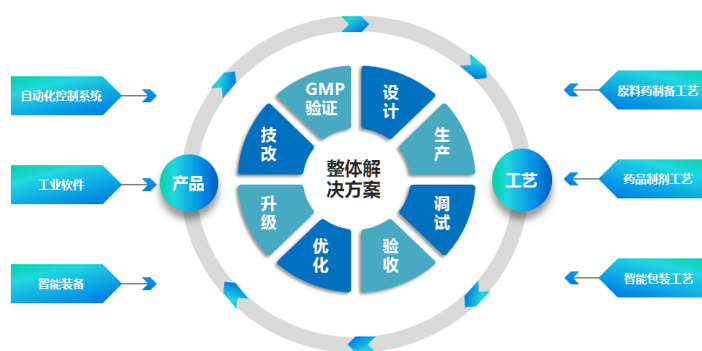 自动化控制系统
工业软件
智能装备
产品
GMP
验证
设
计
生
产
调
试
验
收
优
化
升
级
技
改
整体解
决方案
工艺
原料药制备工艺
药品制剂工艺
智能包装工艺